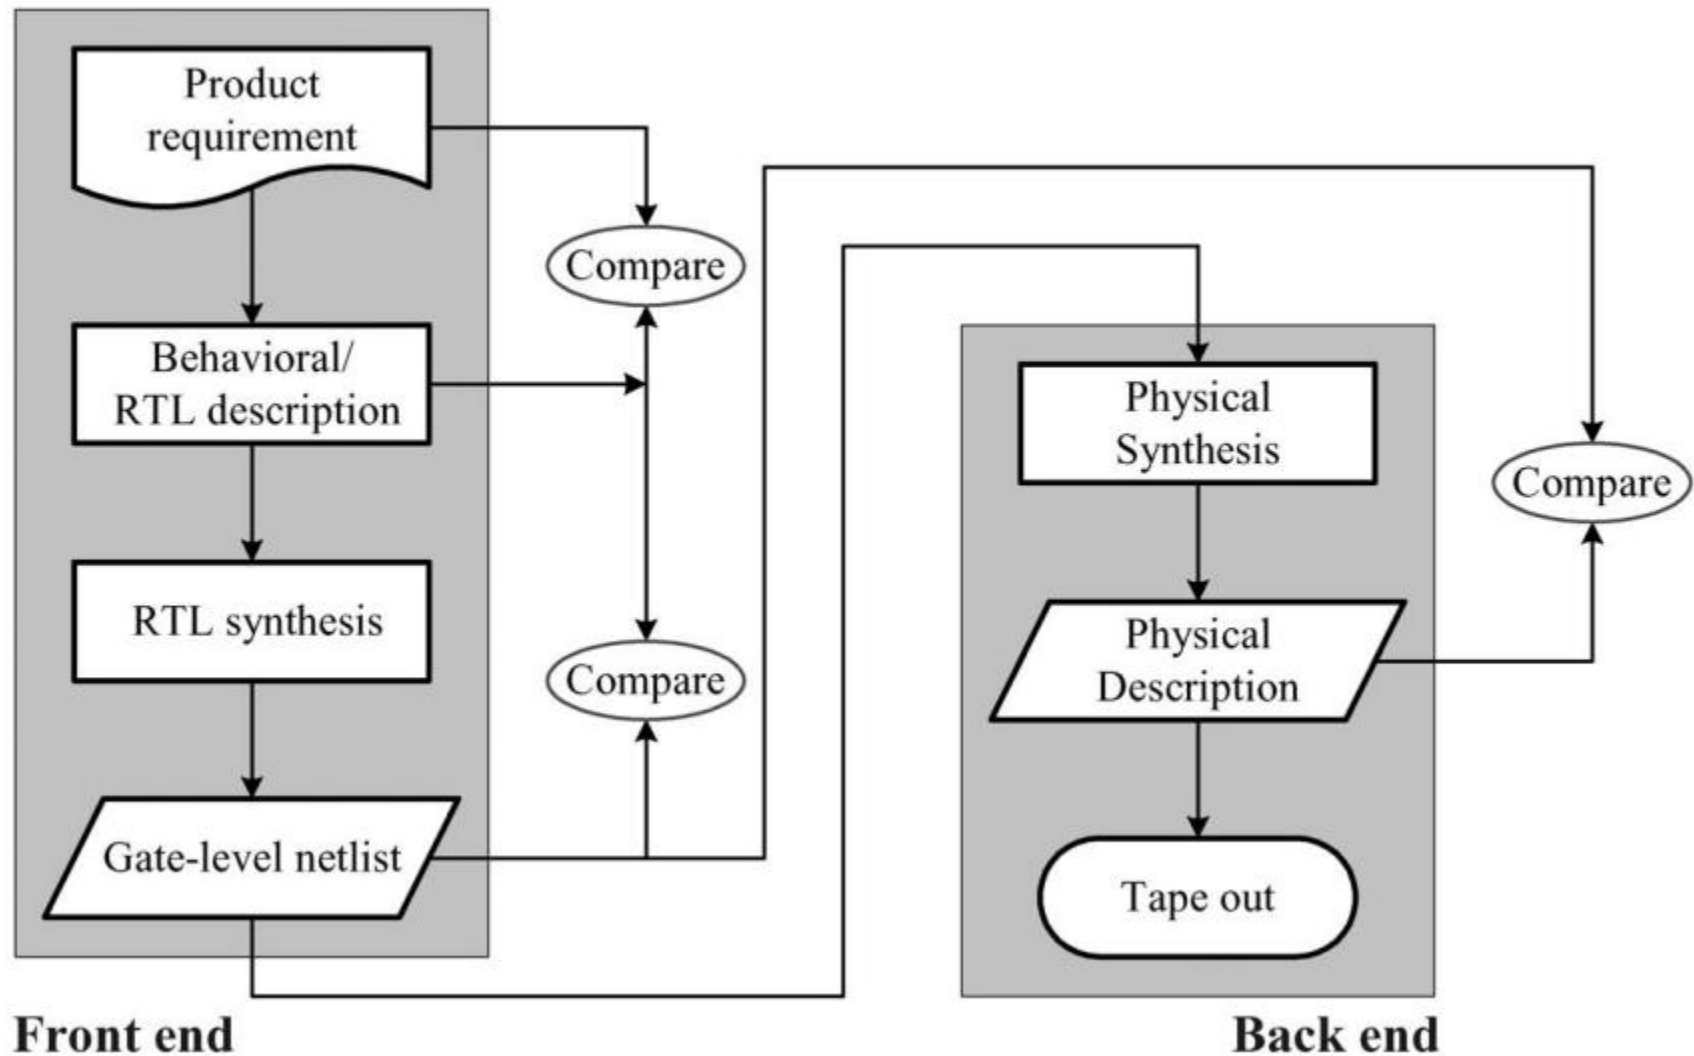 Product
requirement
Compare
Behavioral/
RTL description
RTL synthesis
Compare
Gate-level netlist
Front end
Physical
Synthesis
Compare
Physical
Description
Tape out
Back end